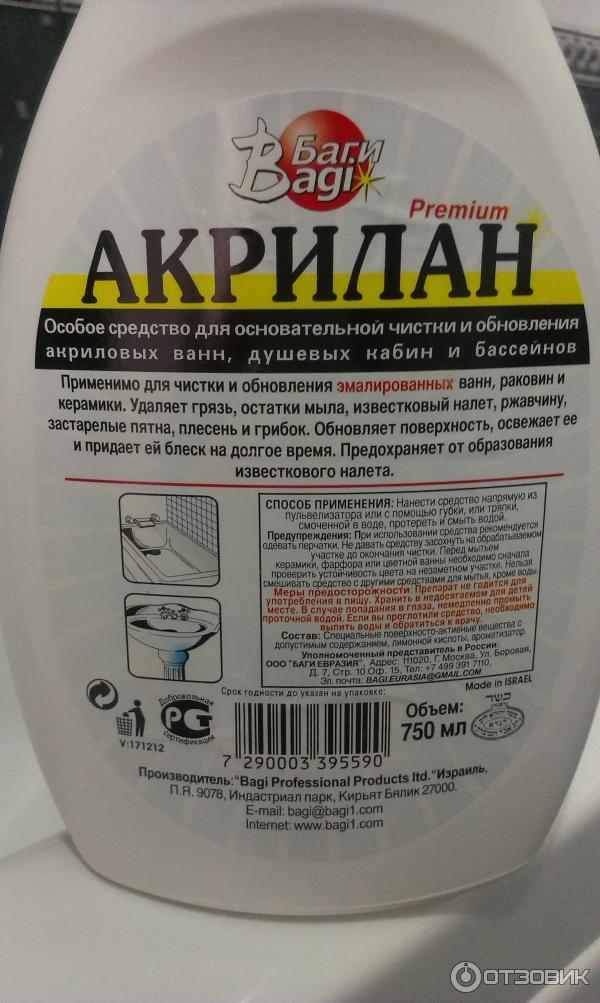 Баги
Bagi
Premium
АКРИЛАН
Особое средство для основательной чистки и обновления
акриловых ванн, душевых кабин и бассейнов
Применимо для чистки и обновления эмалированных ванн, раковин и
керамики. Удаляет грязь, остатки мыла, известковый налет, ржавчину,
застарелые пятна, плесень и грибок. Обновляет поверхность, освежает ее
и придает ей блеск на долгое время. Предохраняет от образования
известкового налета.
СПОСОБ ПРИМЕНЕНИЯ: Нанести средство напрямую из
пульвелизатора или с помощью губки, или тряпки,
смоченной в воде, протереть и смыть водой.
Предупреждения: При использовании средства рекомендуется
одевать перчатки. Не давать средству засохнуть на обрабатываемом
участке до окончания чистки. Перед мытьем
керамики, фарфора или цветной ванны необходимо сначала
проверить устойчивость цвета на незаметном участке. Нельзя
смешивать средство с другими средствами для мытья, кроме воды.
Меры предосторожности: Препарат не годится для
употребления в пищу. Хранить в недосягаемом для детей
месте. В случае попадания в глаза, немедленно промыть
проточной водой. Если вы проглотили средство, необходимо
выпить воды и обратиться к врачу.
Состав: Специальные поверхностно-активные вещества с
допустимым содержанием, лимонной кислоты, ароматизатор.
Уполномоченный представитель в России:
ООО "БАГИ ЕВРАЗИЯ", Адрес: 111020, Г. Москва, Ул. Боровая,
Д. 7, Стр. 10 Оф. 15, Тел: +7 499 391 7110,
Эл. почта: BAGI.EURASIA@GMAIL.COM
Срок годности до указан на упаковке:
Made in ISRAEL
כשר
Добровольная
РСТ
сертификация
V:171212
Объем:
750 мл
7 290003 395590
Производитель:"Bagi Professional Products ltd."Израиль,
П.Я. 9078, Индастриал парк, Кирьят Бялик 27000.
E-mail: bagi@bagi1.com
Internet: www.bagi1.com
ОТЗОВИК